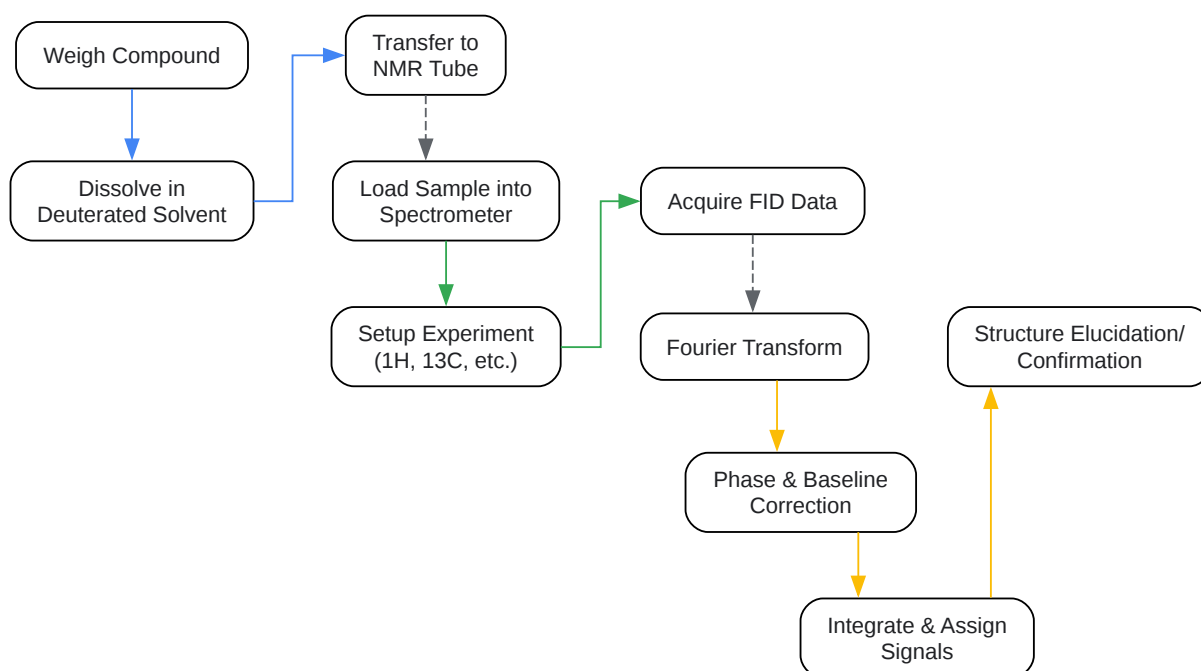 Weigh Compound
Dissolve in
Deuterated Solvent
Transfer to
NMR Tube
Load Sample into
Spectrometer
Setup Experiment
(1H, 13C, etc.)
Acquire FID Data
Fourier Transform
Phase & Baseline
Correction
Integrate & Assign
Signals
Structure Elucidation/
Confirmation